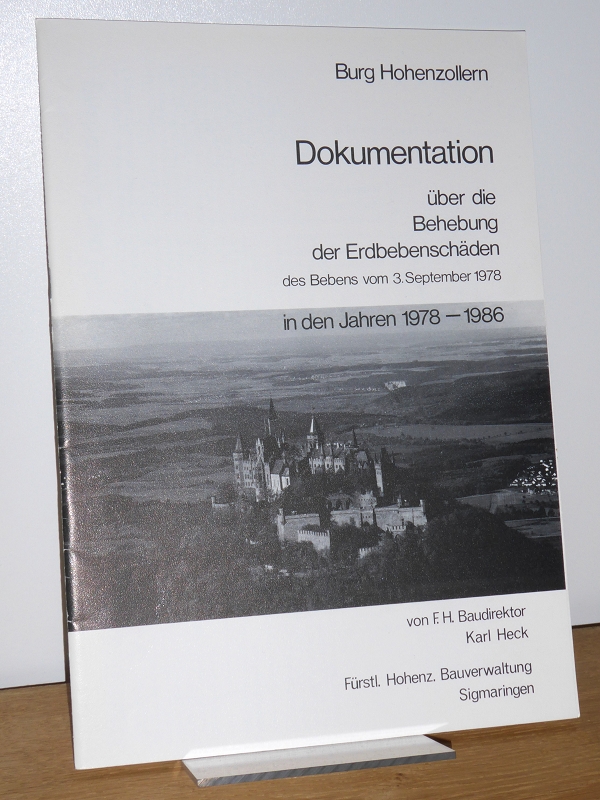 Burg Hohenzollern
Dokumentation
über die
Behebung
der Erdbebenschäden
des Bebens vom 3. September 1978
in den Jahren 1978 – 1986
von F. H. Baudirektor
Karl Heck
Fürstl. Hohenz. Bauverwaltung
Sigmaringen